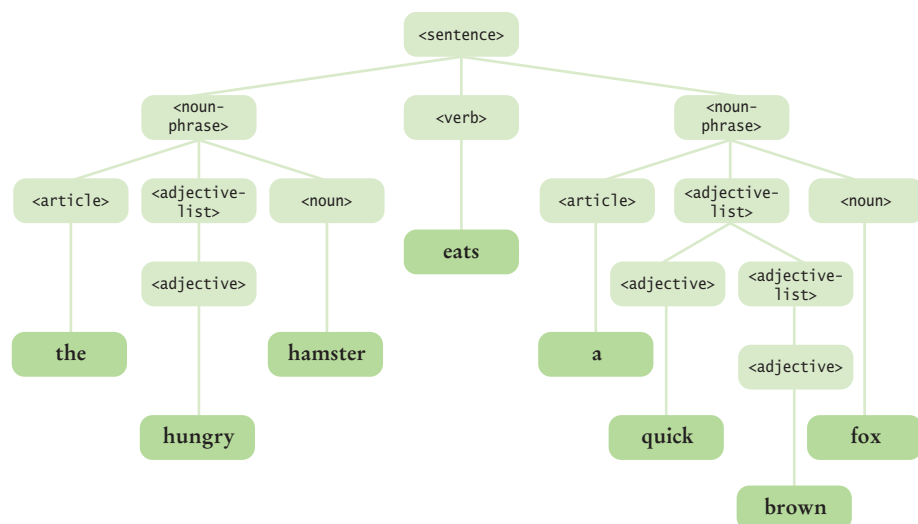 <sentence>
<noun-
phrase>
<verb>
<noun-
phrase>
<article>
<adjective-
list>
<noun>
<article>
<adjective-
list>
<noun>
eats
<adjective>
<adjective>
<adjective-
list>
the
hamster
a
<adjective>
hungry
quick
fox
brown